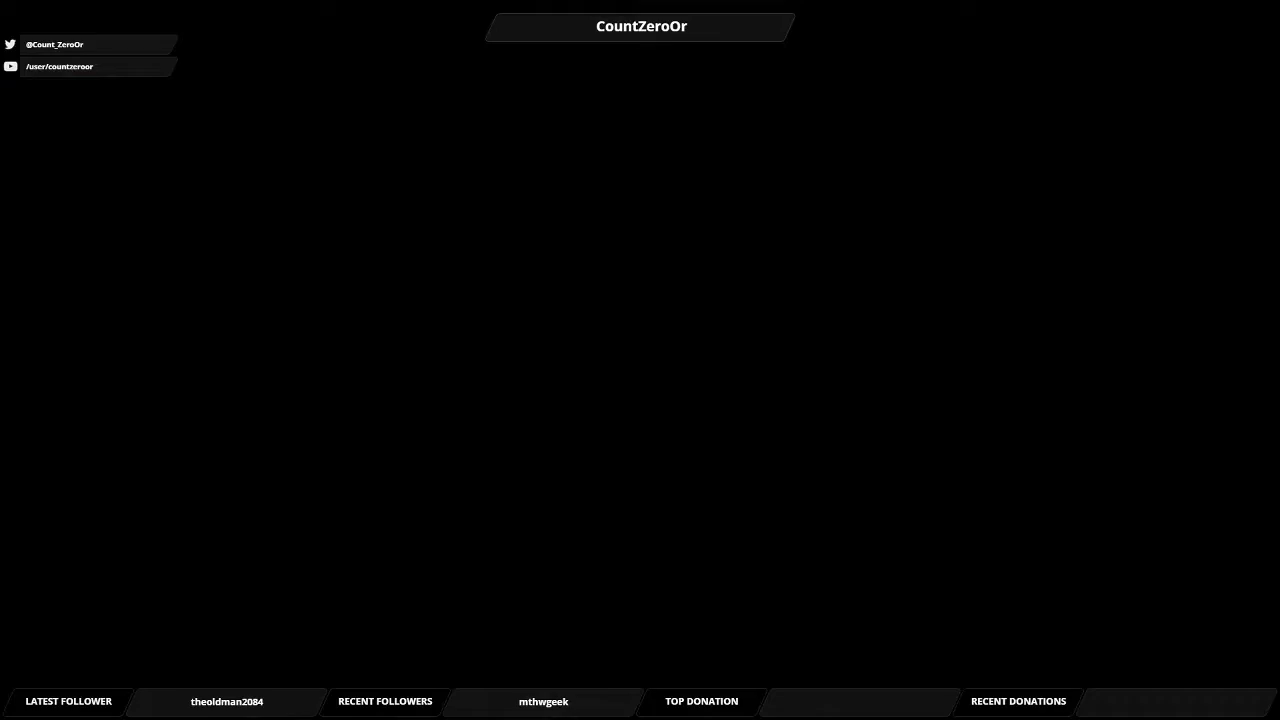 CountZeroOr
@Count_ZeroOr
/user/countzeroor
LATEST FOLLOWER
theoldman2084
RECENT FOLLOWERS
mthwgeek
TOP DONATION
RECENT DONATIONS